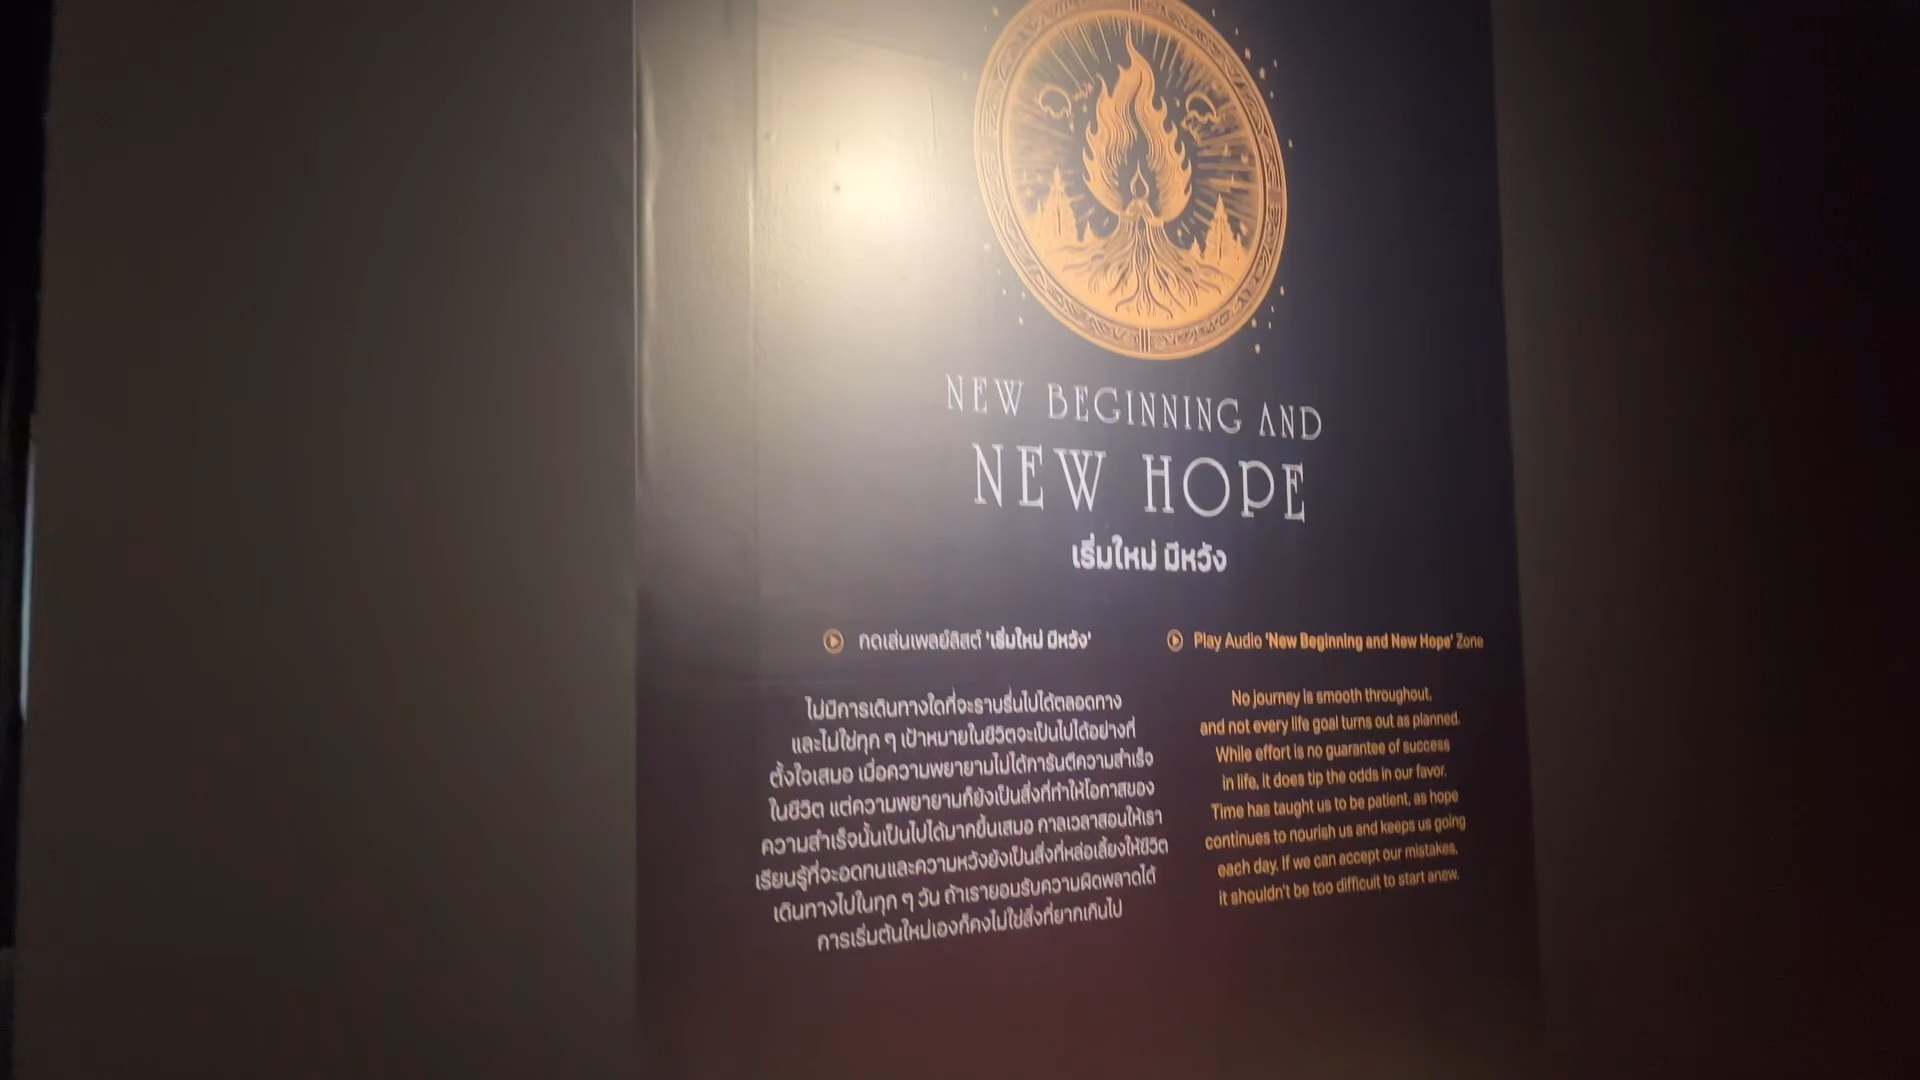 NEW BEGINNING AND
NEW HOPE
เริ่มใหม่ มีหวัง
กดเล่นเพลย์ลิสต์ 'เริ่มใหม่ มีหวัง'
ไม่มีการเดินทางใดที่จะราบรื่นไปได้ตลอดทาง
และไม่ใช่ทุก ๆ เป้าหมายในชีวิตจะเป็นไปได้อย่างที่
ตั้งใจเสมอ เมื่อความพยายามไม่ได้การันตีความสำเร็จ
ในชีวิต แต่ความพยายามก็ยังเป็นสิ่งที่ทำให้โอกาสของ
ความสำเร็จนั้นเป็นไปได้มากขึ้นเสมอ กาลเวลาสอนให้เรา
เรียนรู้ที่จะอดทนและความหวังยังเป็นสิ่งที่หล่อเลี้ยงให้ชีวิต
เดินทางไปในทุก ๆ วัน ถ้าเรายอมรับความผิดพลาดได้
การเริ่มต้นใหม่เองก็คงไม่ใช่สิ่งที่ยากเกินไป
Play Audio 'New Beginning and New Hope' Zone
No journey is smooth throughout,
and not every life goal turns out as planned.
While effort is no guarantee of success
in life, it does tip the odds in our favor.
Time has taught us to be patient, as hope
continues to nourish us and keeps us going
each day. If we can accept our mistakes,
it shouldn't be too difficult to start anew.